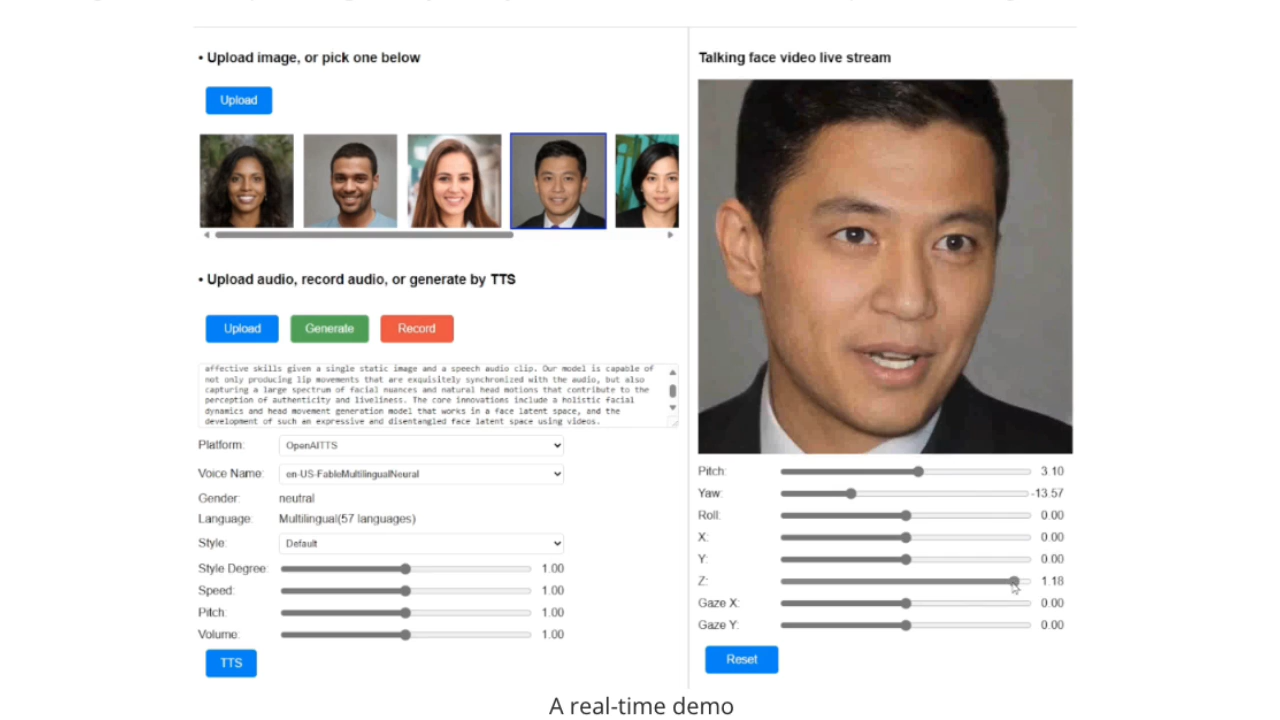 • Upload image, or pick one below
Upload
• Upload audio, record audio, or generate by TTS
Upload Generate Record
affective skills given a single static image and a speech audio clip. Our model is capable of
not only producing lip movements that are exquisitely synchronized with the audio, but also
capturing a large spectrum of facial nuances and natural head motions that contribute to the
perception of authenticity and liveliness. The core innovations include a holistic facial
dynamics and head movement generation model that works in a face latent space, and the
development of such an expressive and disentangled face latent space using videos.
Platform: OpenAITTS
Voice Name: en-US-FableMultilingualNeural
Gender: neutral
Language: Multilingual(57 languages)
Style: Default
Style Degree: 1.00
Speed: 1.00
Pitch: 1.00
Volume: 1.00
TTS
Talking face video live stream
Pitch: 3.10
Yaw: -13.57
Roll: 0.00
X: 0.00
Y: 0.00
Z: 1.18
Gaze X: 0.00
Gaze Y: 0.00
Reset
A real-time demo